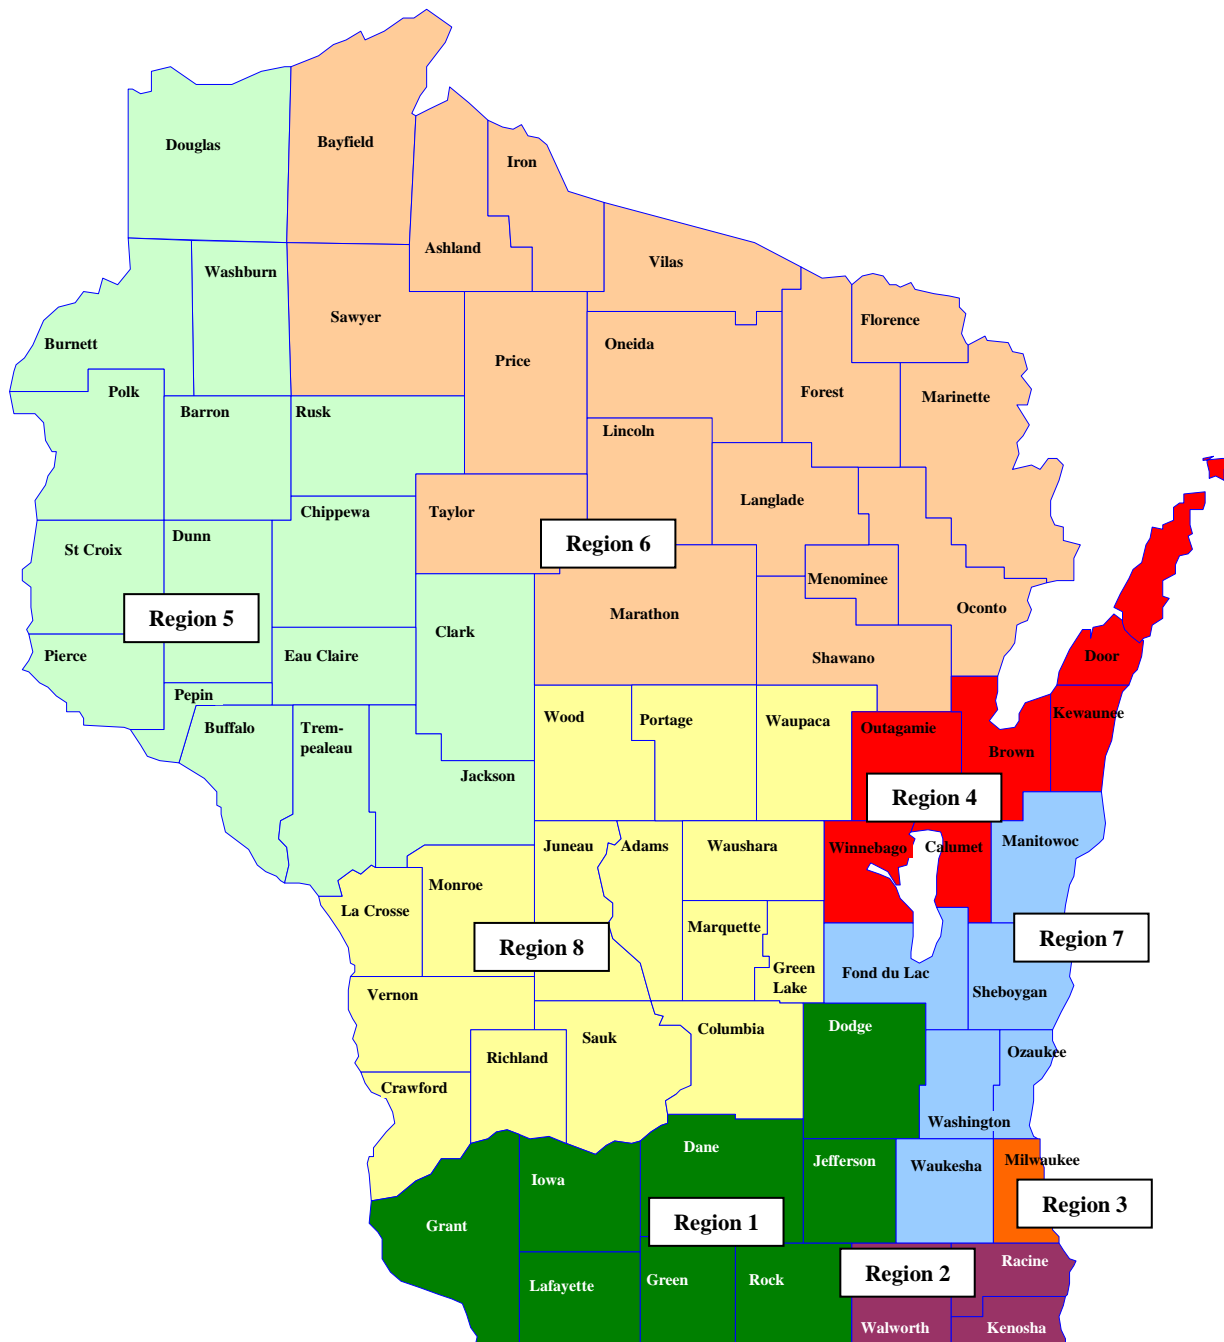 Douglas
Bayfield
Iron
Ashland
Washburn
Vilas
Sawyer
Florence
Burnett
Oneida
Price
Polk
Forest
Marinette
Barron
Rusk
Lincoln
Langlade
Chippewa
Taylor
Dunn
St Croix
Region 6
Menominee
Oconto
Marathon
Region 5
Clark
Pierce
Eau Claire
Shawano
Door
Pepin
Kewaunee
Wood
Portage
Waupaca
Buffalo
Trem-
pealeau
Outagamie
Brown
Jackson
Region 4
Juneau
Adams
Waushara
Winnebago
Calumet
Manitowoc
Monroe
La Crosse
Marquette
Region 8
Region 7
Green
Lake
Fond du Lac
Vernon
Sheboygan
Columbia
Dodge
Sauk
Richland
Ozaukee
Crawford
Washington
Dane
Jefferson
Waukesha
Milwaukee
Iowa
Region 3
Grant
Region 1
Racine
Region 2
Lafayette
Green
Rock
Walworth
Kenosha